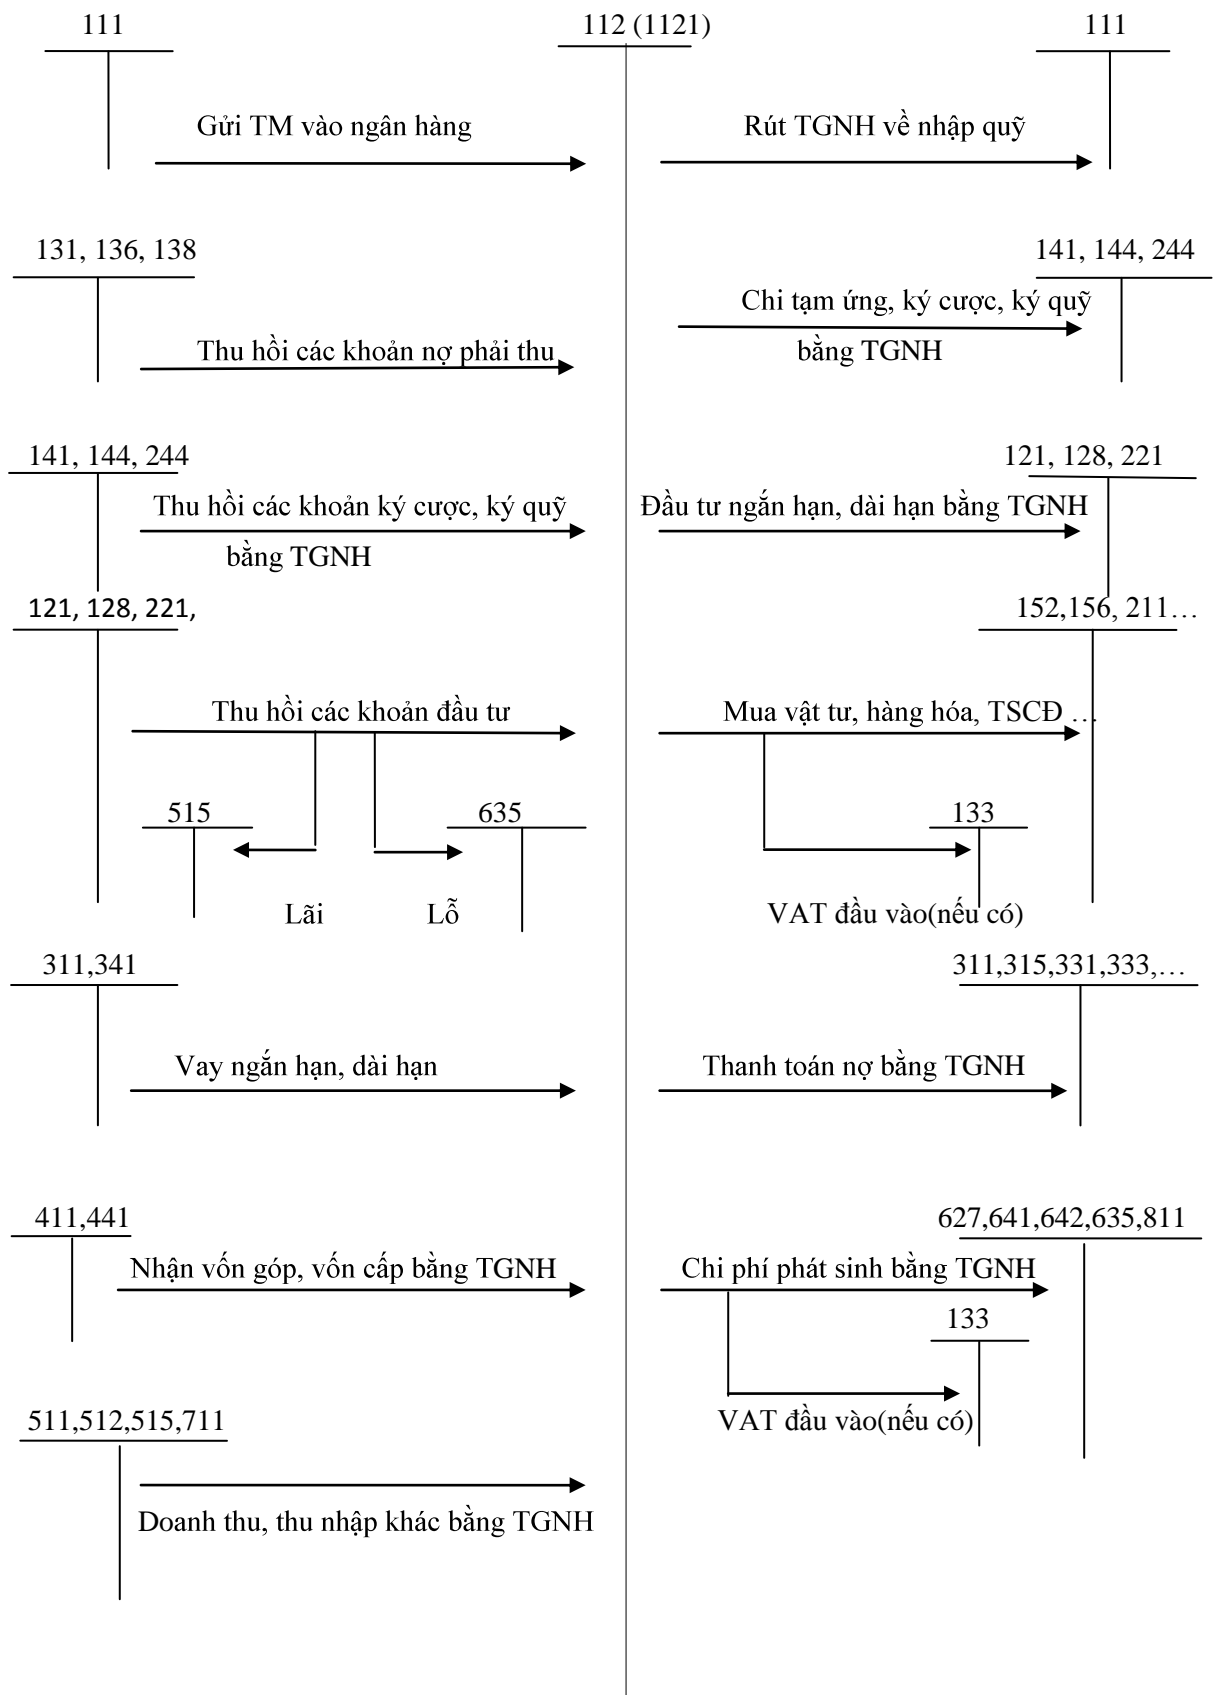 111
112 (1121)
111
Gửi TM vào ngân hàng
Rút TGNH về nhập quỹ
131, 136, 138
141, 144, 244
Chi tạm ứng, ký cược, ký quỹ
bằng TGNH
Thu hồi các khoản nợ phải thu
141, 144, 244
121, 128, 221
Thu hồi các khoản ký cược, ký quỹ
bằng TGNH
Đầu tư ngắn hạn, dài hạn bằng TGNH
121, 128, 221,
152,156, 211…
Thu hồi các khoản đầu tư
Mua vật tư, hàng hóa, TSCĐ …
515
635
133
Lãi
Lỗ
VAT đầu vào(nếu có)
311,341
311,315,331,333,…
Vay ngắn hạn, dài hạn
Thanh toán nợ bằng TGNH
411,441
627,641,642,635,811
Nhận vốn góp, vốn cấp bằng TGNH
Chi phí phát sinh bằng TGNH
133
VAT đầu vào(nếu có)
511,512,515,711
Doanh thu, thu nhập khác bằng TGNH